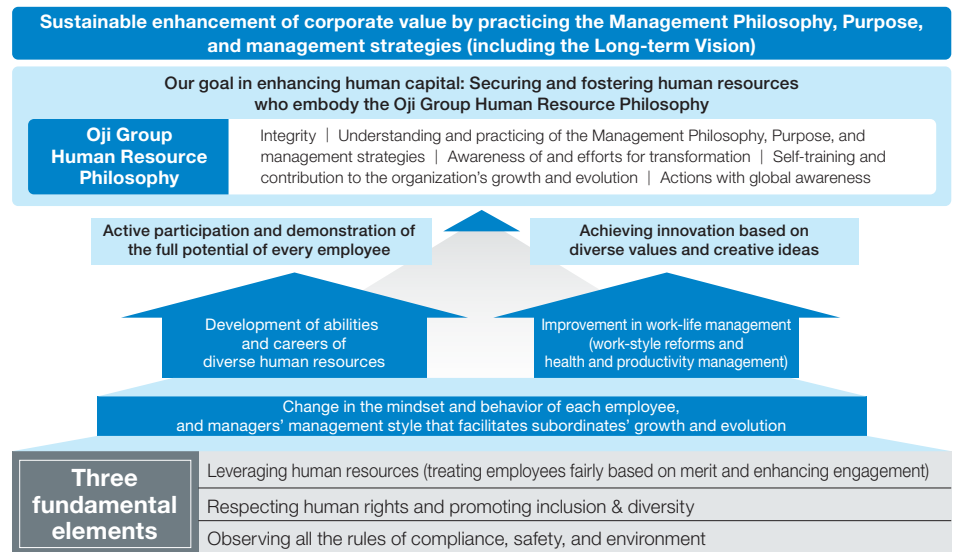 Sustainable enhancement of corporate value by practicing the Management Philosophy, Purpose,
and management strategies (including the Long-term Vision)
Our goal in enhancing human capital: Securing and fostering human resources
who embody the Oji Group Human Resource Philosophy
Oji Group
Human Resource
Philosophy
Integrity | Understanding and practicing of the Management Philosophy, Purpose, and
management strategies | Awareness of and efforts for transformation | Self-training and
contribution to the organization's growth and evolution | Actions with global awareness
Active participation and demonstration of
the full potential of every employee
Achieving innovation based on
diverse values and creative ideas
Development of abilities
and careers of
diverse human resources
Improvement in work-life management
(work-style reforms and
health and productivity management)
Change in the mindset and behavior of each employee,
and managers' management style that facilitates subordinates' growth and evolution
Three
fundamental
elements
Leveraging human resources (treating employees fairly based on merit and enhancing engagement)
Respecting human rights and promoting inclusion & diversity
Observing all the rules of compliance, safety, and environment